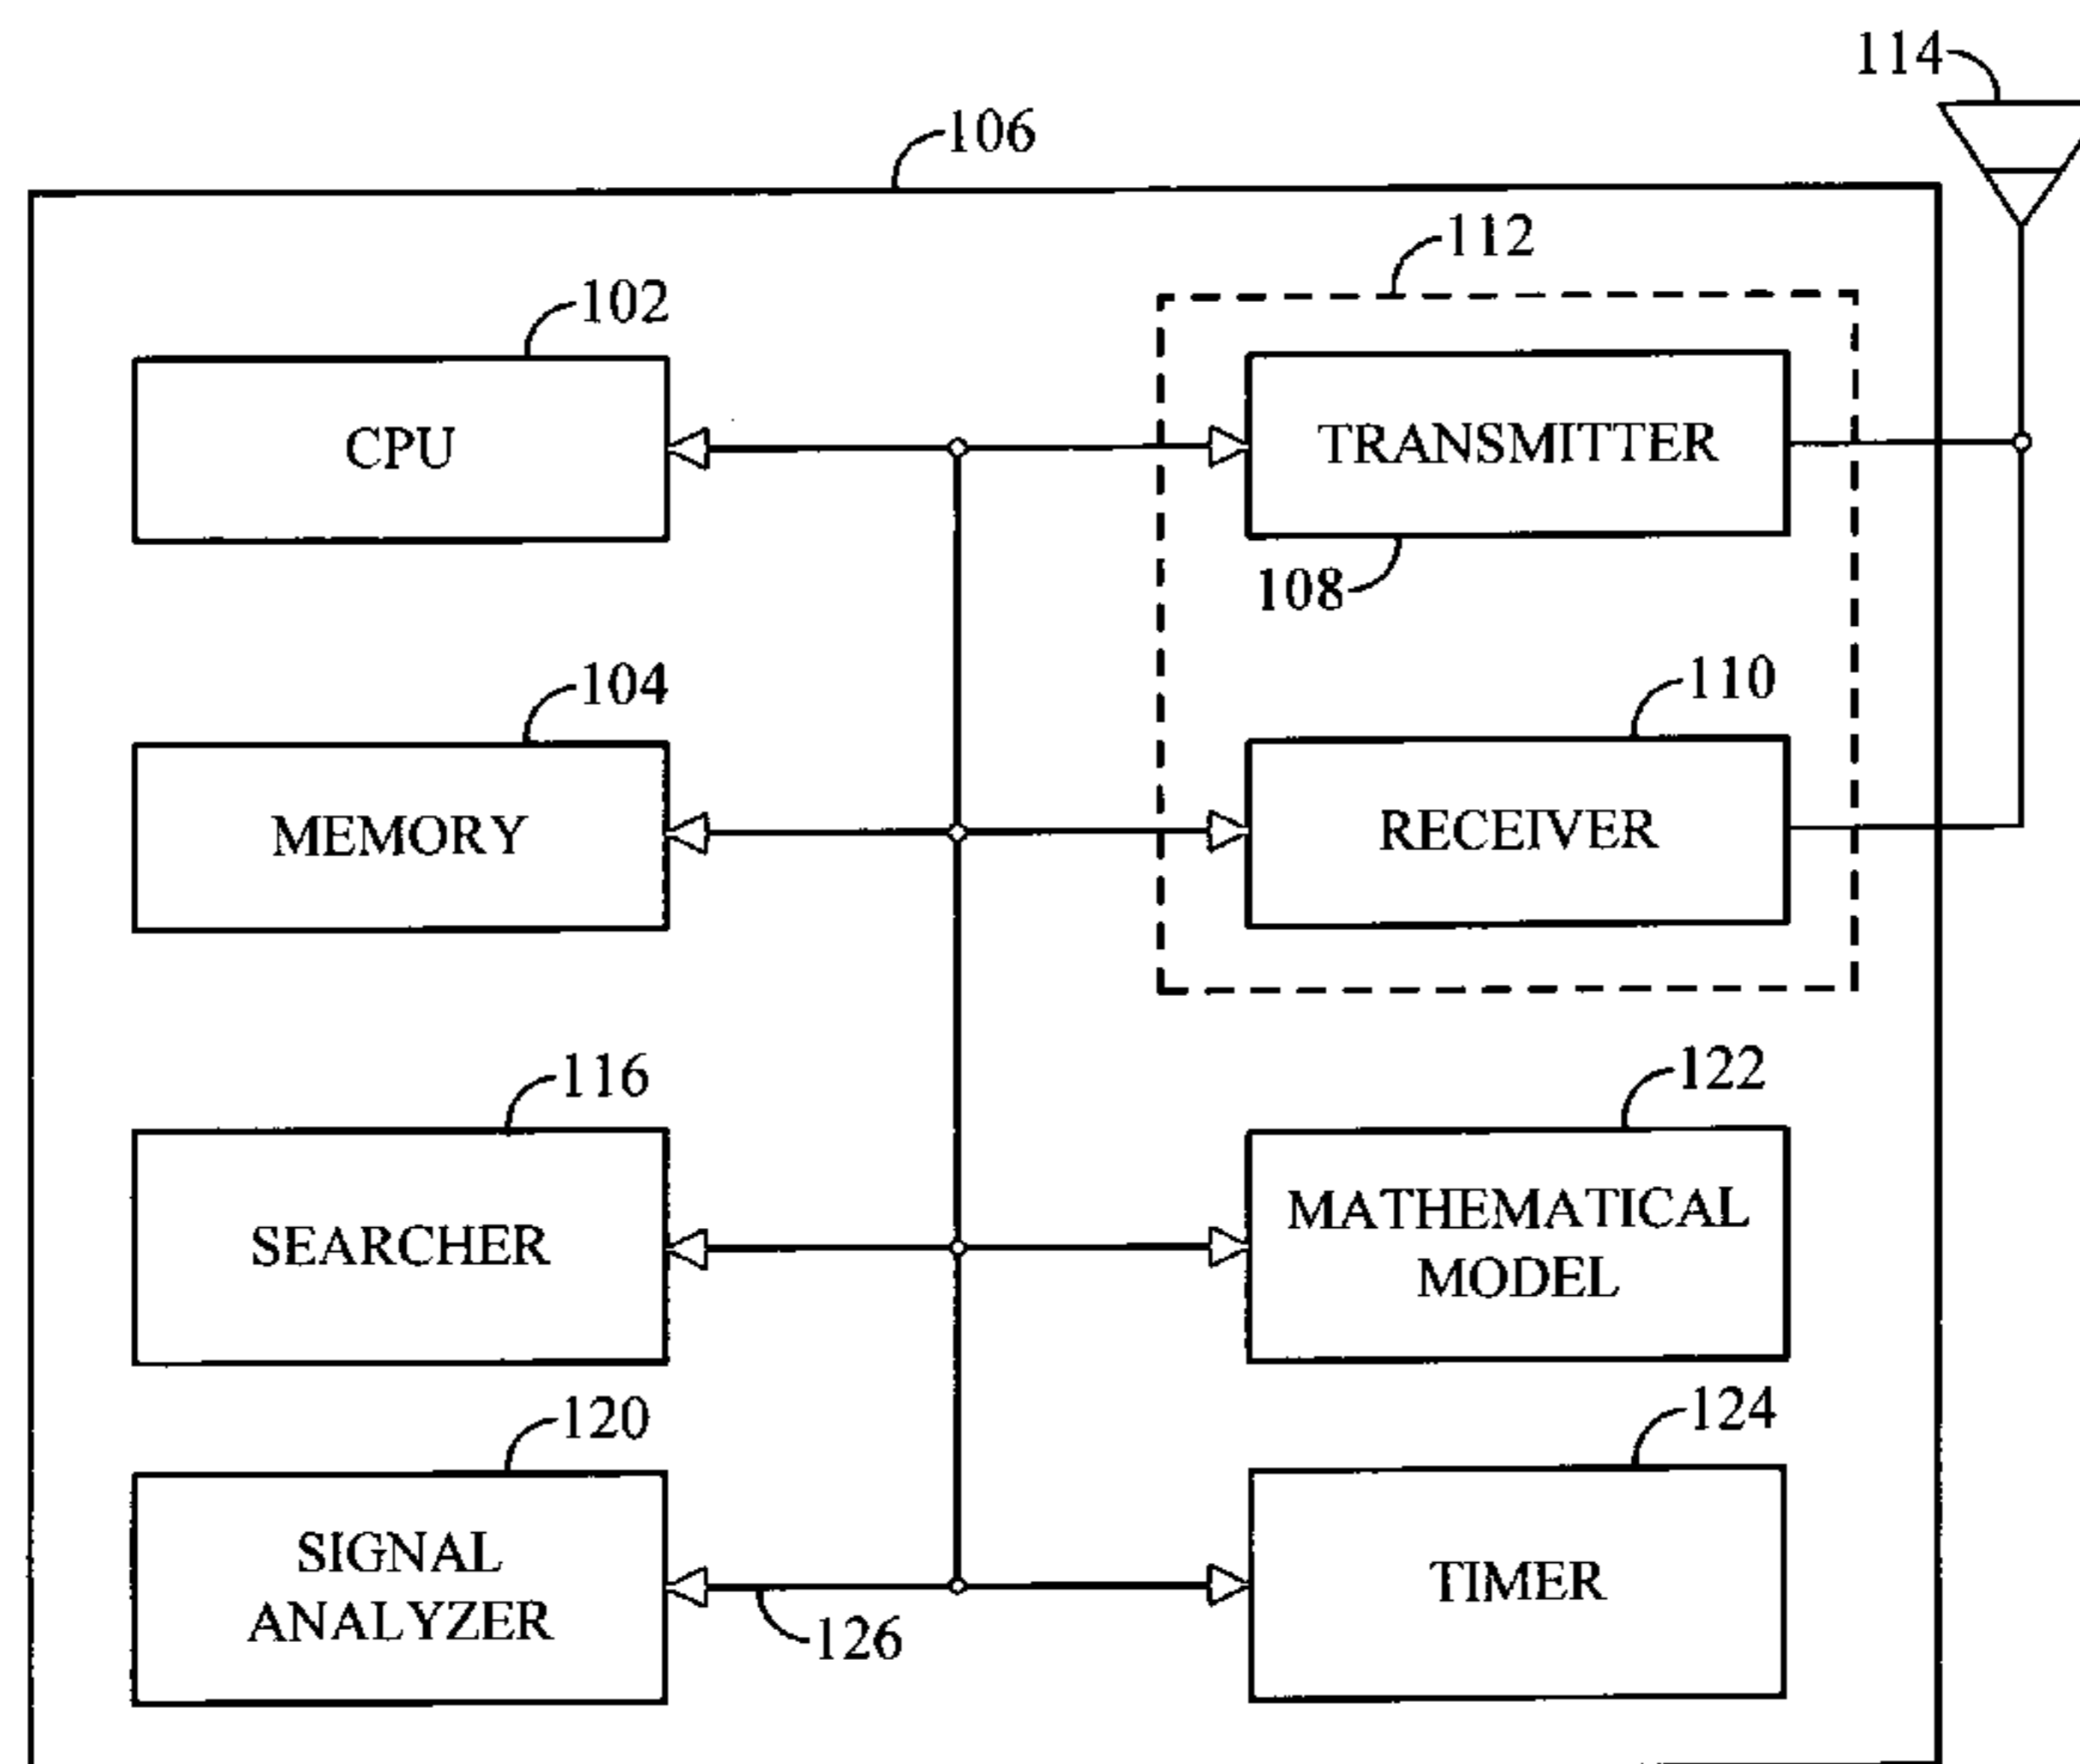 114
106
112
102
CPU
TRANSMITTER
108
104
110
MEMORY
RECEIVER
116
122
SEARCHER
MATHEMATICAL
MODEL
120
124
SIGNAL
ANALYZER
TIMER
126